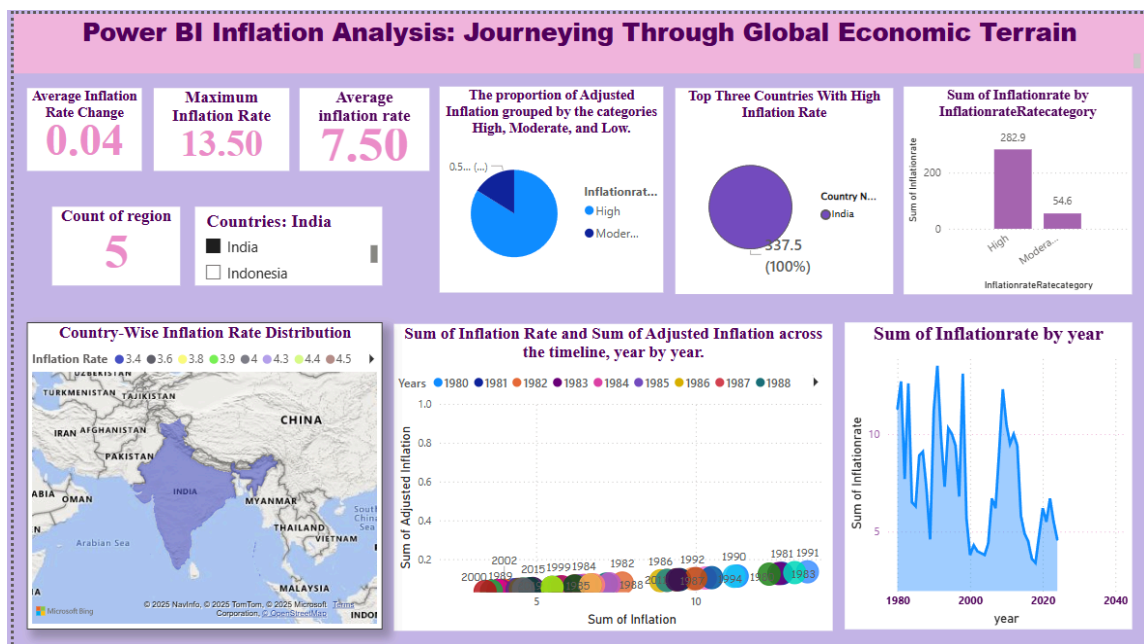 Power BI Inflation Analysis: Journeying Through Global Economic Terrain
Average Inflation
Rate Change
0.04
Maximum
Inflation Rate
13.50
Average
inflation rate
7.50
The proportion of Adjusted
Inflation grouped by the categories
High, Moderate, and Low.
0.5... (...)
Inflationrat...
High
Moder...
Top Three Countries With High
Inflation Rate
Country N...
India
337.5
(100%)
Sum of Inflationrate by
InflationrateRatecategory
Sum of Inflationrate
282.9
200
54.6
0
High
Modera...
InflationrateRatecategory
Count of region
5
Countries: India
India
Indonesia
Country-Wise Inflation Rate Distribution
Inflation Rate 3.4 3.6 3.8 3.9 4 4.3 4.4 4.5
UZBEKISTAN
TURKMENISTAN TAJIKISTAN
CHINA
IRAN AFGHANISTAN
PAKISTAN
ABIA OMAN
INDIA
MYANMAR
South
China
Sea
THAILAND
VIETNAM
Arabian Sea
MALAYSIA
INDO
Microsoft Bing
© 2025 NavInfo, © 2025 TomTom, © 2025 Microsoft Terms
Corporation, © OpenStreetMap
Sum of Inflation Rate and Sum of Adjusted Inflation across
the timeline, year by year.
Years 1980 1981 1982 1983 1984 1985 1986 1987 1988
Sum of Adjusted Inflation
1.0
0.8
0.6
0.4
0.2
2002
2000 1989
2015 1999 1984
1982
1988
1986
1992
1990
1994
1981 1991
1983
5
10
Sum of Inflation
Sum of Inflationrate by year
Sum of Inflationrate
10
5
1980
2000
2020
2040
year